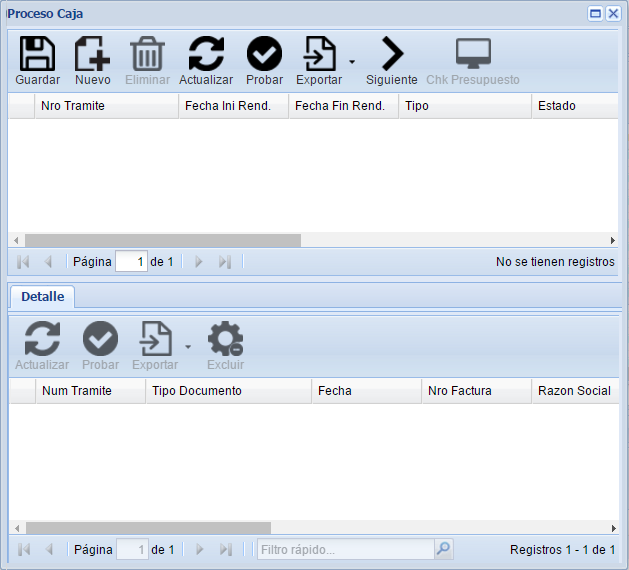 Proceso Caja
Guardar Nuevo Eliminar Actualizar Probar Exportar Siguiente Chk Presupuesto
Nro Tramite Fecha Ini Rend. Fecha Fin Rend. Tipo Estado
Página 1 de 1 No se tienen registros
Detalle
Actualizar Probar Exportar Excluir
Num Tramite Tipo Documento Fecha Nro Factura Razon Social
Página 1 de 1 Filtro rápido... Registros 1 - 1 de 1